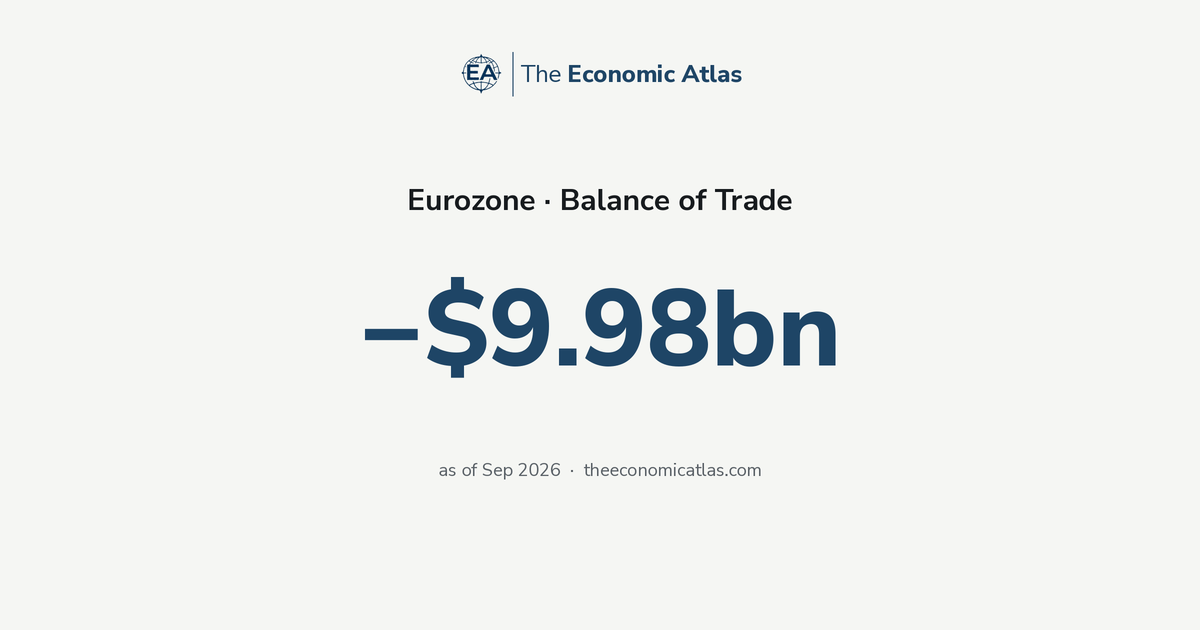 EA The Economic Atlas
Eurozone · Balance of Trade
–$9.98bn
as of Sep 2026 · theeconomicatlas.com